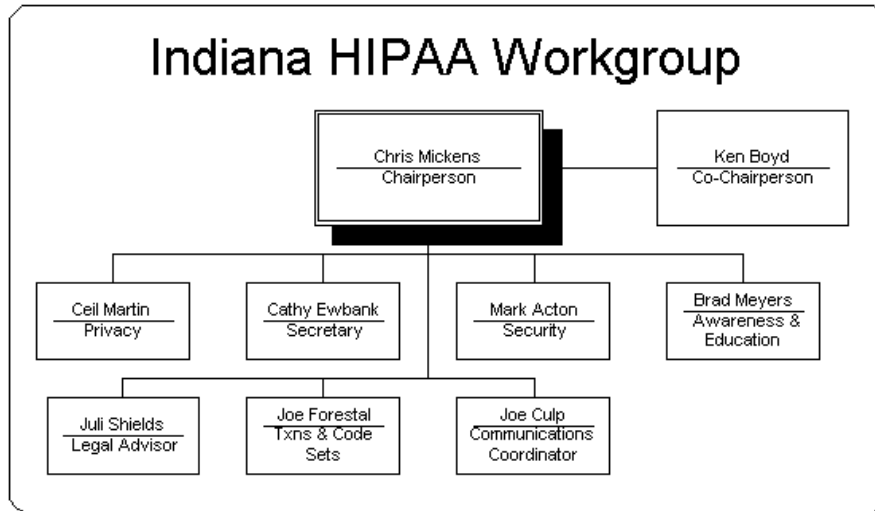 Indiana HIPAA Workgroup
Chris Mickens
Chairperson
Ken Boyd
Co-Chairperson
Ceil Martin
Privacy
Cathy Ewbank
Secretary
Mark Acton
Security
Brad Meyers
Awareness &
Education
Juli Shields
Legal Advisor
Joe Forestal
Txns & Code
Sets
Joe Culp
Communications
Coordinator